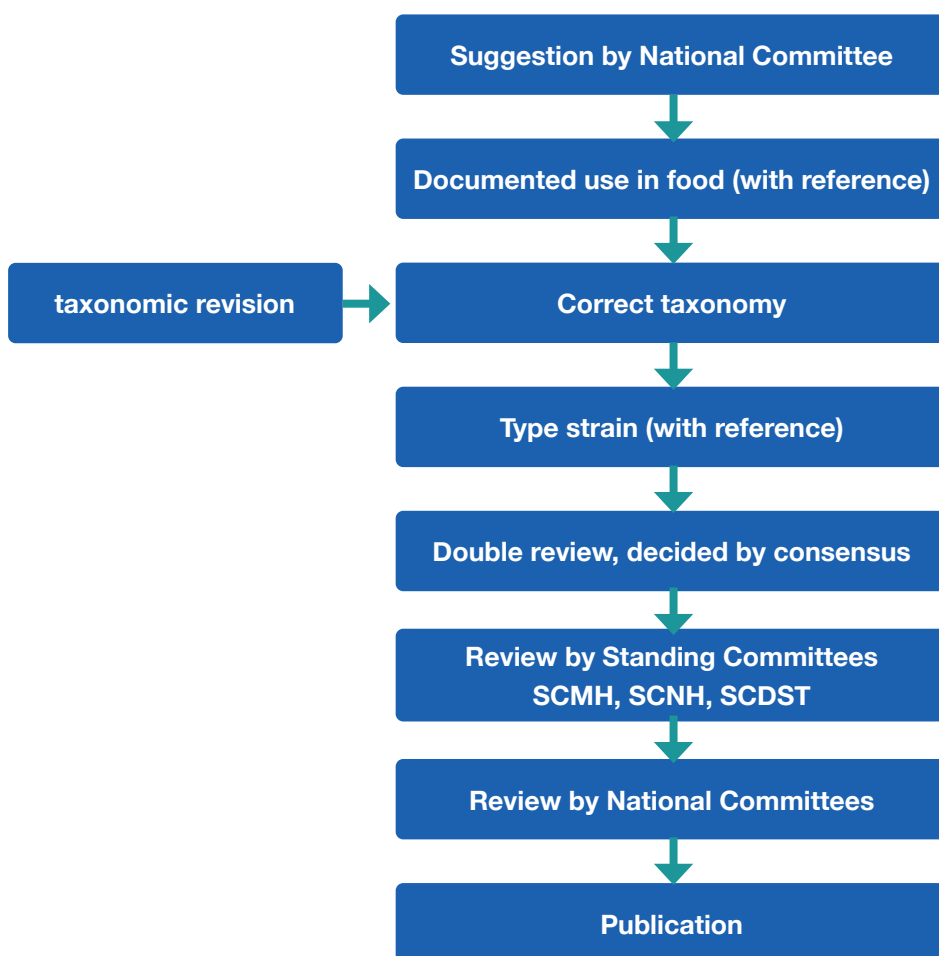 Suggestion by National Committee
Documented use in food (with reference)
taxonomic revision
Correct taxonomy
Type strain (with reference)
Double review, decided by consensus
Review by Standing Committees
SCMH, SCNH, SCDST
Review by National Committees
Publication